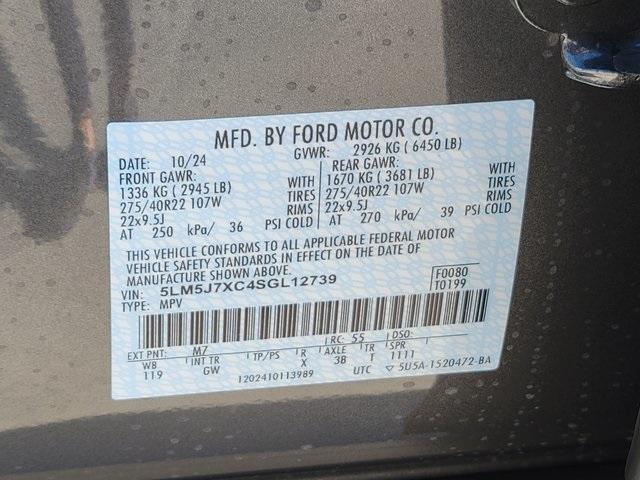 MFD. BY FORD MOTOR CO.
DATE: 10/24 GVWR: 2926 KG ( 6450 LB)
FRONT GAWR: REAR GAWR:
1336 KG ( 2945 LB) WITH 1670 KG ( 3681 LB) WITH
275/40R22 107W TIRES 275/40R22 107W TIRES
22x9.5J RIMS 22x9.5J RIMS
AT 250 kPa/ 36 PSI COLD AT 270 kPa/ 39 PSI COLD
THIS VEHICLE CONFORMS TO ALL APPLICABLE FEDERAL MOTOR
VEHICLE SAFETY STANDARDS IN EFFECT ON THE DATE OF
MANUFACTURE SHOWN ABOVE.
VIN: 5LM5J7XC4SGL12739 F0080
TYPE: MPV T0199
EXT PNT: M7 RC: 55 DSO:
WB INT TR TP/PS R AXLE TR SPR
119 GW X 3B T 1111
1202410113989 UTC ▽ 5U5A-1520472-BA